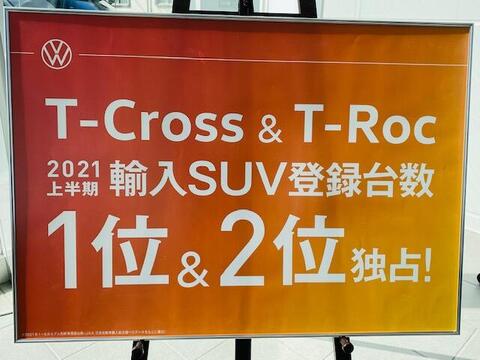 T-Cross & T-Roc
2021
上半期
輸入SUV登録台数
1位&2位独占!